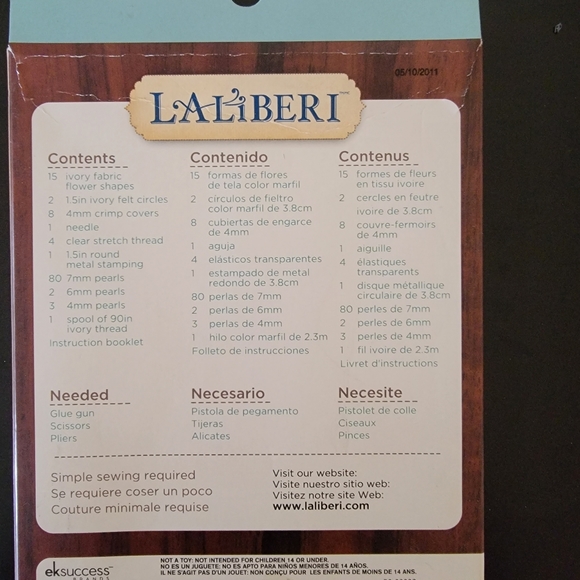 05/10/2011
LALiBERI
Contents
15 ivory fabric
flower shapes
2 1.5in ivory felt circles
8 4mm crimp covers
1 needle
4 clear stretch thread
1 1.5in round
metal stamping
80 7mm pearls
2 6mm pearls
3 4mm pearls
1 spool of 90in
ivory thread
Instruction booklet
Contenido
15 formas de flores
de tela color marfil
2 círculos de fieltro
color marfil de 3.8cm
8 cubiertas de engarce
de 4mm
1 aguja
4 elásticos transparentes
1 estampado de metal
redondo de 3.8cm
80 perlas de 7mm
2 perlas de 6mm
3 perlas de 4mm
1 hilo color marfil de 2.3m
Folleto de instrucciones
Contenus
15 formes de fleurs
en tissu ivoire
2 cercles en feutre
ivoire de 3.8cm
8 couvre-fermoirs
de 4mm
1 aiguille
4 élastiques
transparents
1 disque métallique
circulaire de 3.8cm
80 perles de 7mm
2 perles de 6mm
3 perles de 4mm
1 fil ivoire de 2.3m
Livret d'instructions
Needed
Glue gun
Scissors
Pliers
Necesario
Pistola de pegamento
Tijeras
Alicates
Necesite
Pistolet de colle
Ciseaux
Pinces
Simple sewing required
Se requiere coser un poco
Couture minimale requise
Visit our website:
Visite nuestro sitio web:
Visitez notre site Web:
www.laliberi.com
eksuccess™
BRANDS
NOT A TOY: NOT INTENDED FOR CHILDREN 14 OR UNDER.
NO ES UN JUGUETE: NO ES APTO PARA NIÑOS MENORES DE 14 AÑOS.
IL NE S'AGIT PAS D'UN JOUET: NON CONÇU POUR LES ENFANTS DE MOINS DE 14 ANS.